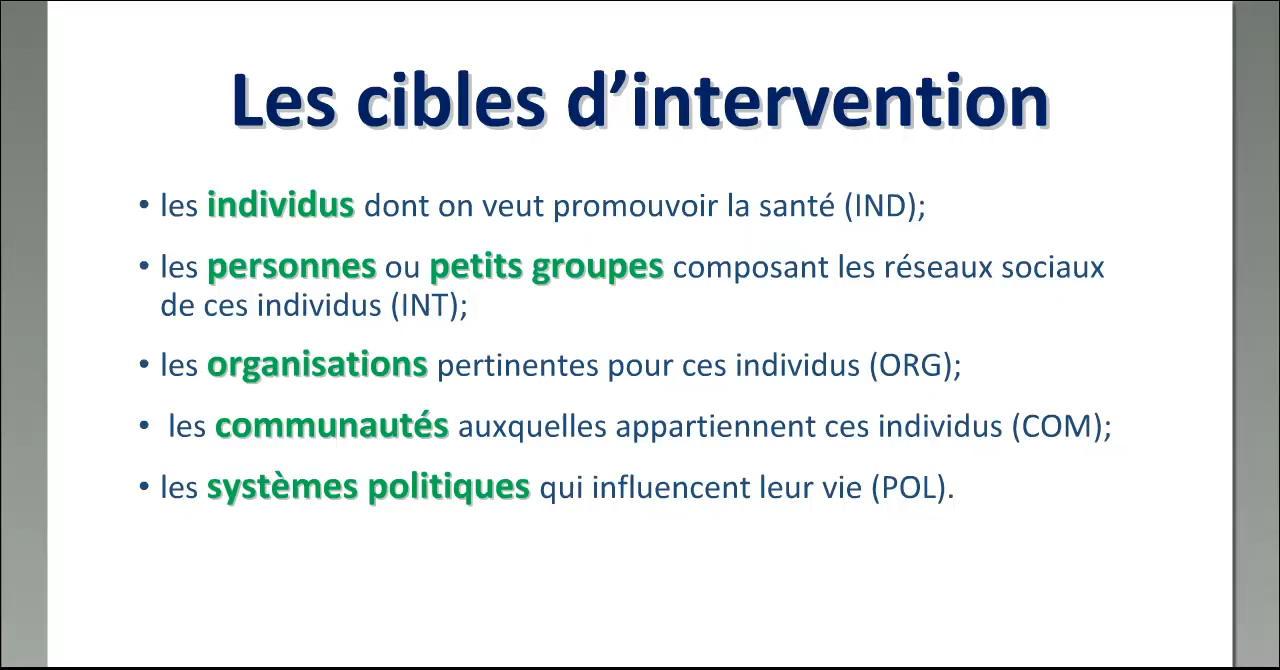 Les cibles d’intervention
• les individus dont on veut promouvoir la santé (IND);
• les personnes ou petits groupes composant les réseaux sociaux
de ces individus (INT);
• les organisations pertinentes pour ces individus (ORG);
• les communautés auxquelles appartiennent ces individus (COM);
• les systèmes politiques qui influencent leur vie (POL).